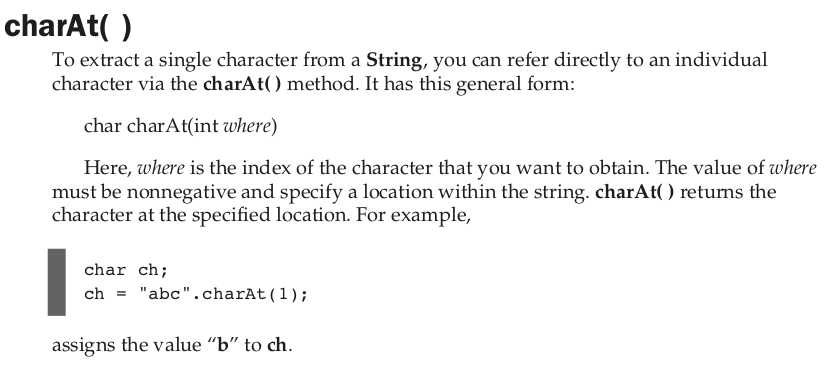 charAt( )
To extract a single character from a String, you can refer directly to an individual
character via the charAt( ) method. It has this general form:
char charAt(int where)
Here, where is the index of the character that you want to obtain. The value of where
must be nonnegative and specify a location within the string. charAt( ) returns the
character at the specified location. For example,
char ch;
ch = "abc".charAt(1);
assigns the value “b” to ch.